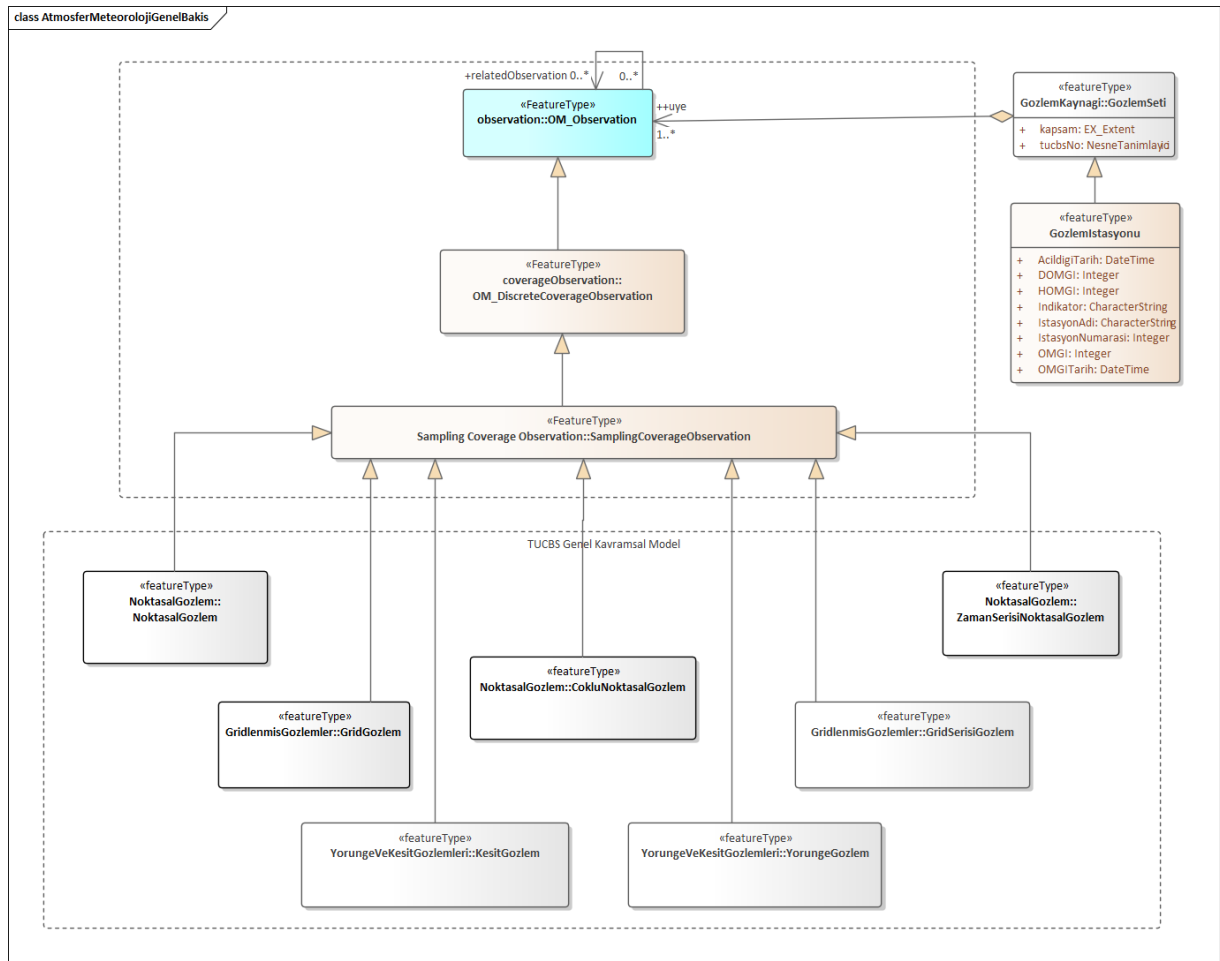 class AtmosferMeteorolojiGenelBakis
+relatedObservation 0..*
0..*
«FeatureType»
observation::OM_Observation
++uye
1..*
«featureType»
GozlemKaynagi::GozlemSeti
+ kapsam: EX_Extent
+ tucbsNo: NesneTanimlayici
«featureType»
GozlemIstasyonu
+ AcildigiTarih: DateTime
+ DOMGI: Integer
+ HOMGI: Integer
+ Indikator: CharacterString
+ IstasyonAdi: CharacterString
+ IstasyonNumarasi: Integer
+ OMGI: Integer
+ OMGITarih: DateTime
«FeatureType»
coverageObservation::
OM_DiscreteCoverageObservation
«FeatureType»
Sampling Coverage Observation::SamplingCoverageObservation
TUCBS Genel Kavramsal Model
«featureType»
NoktasalGozlem::
NoktasalGozlem
«featureType»
NoktasalGozlem::
ZamanSerisiNoktasalGozlem
«featureType»
NoktasalGozlem::CokluNoktasalGozlem
«featureType»
GridlenmisGozlemler::GridGozlem
«featureType»
GridlenmisGozlemler::GridSerisiGozlem
«featureType»
YorungeVeKesitGozlemleri::KesitGozlem
«featureType»
YorungeVeKesitGozlemleri::YorungeGozlem